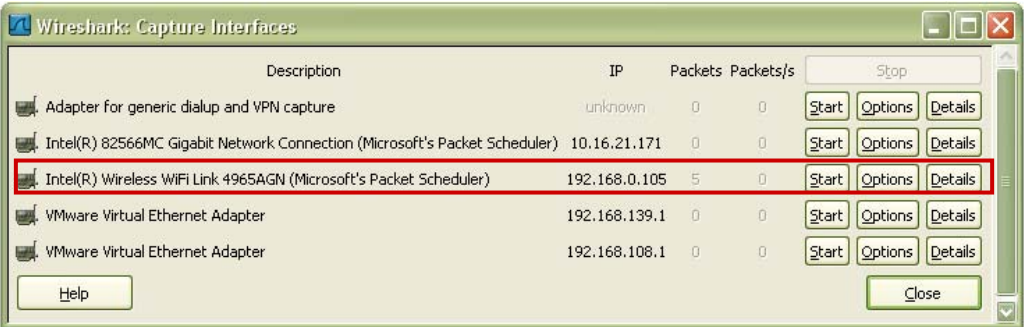 Wireshark: Capture Interfaces
Description IP Packets Packets/s Stop
Adapter for generic dialup and VPN capture unknown 0 0 Start Options Details
Intel(R) 82566MC Gigabit Network Connection (Microsoft's Packet Scheduler) 10.16.21.171 0 0 Start Options Details
Intel(R) Wireless WiFi Link 4965AGN (Microsoft's Packet Scheduler) 192.168.0.105 5 0 Start Options Details
VMware Virtual Ethernet Adapter 192.168.139.1 0 0 Start Options Details
VMware Virtual Ethernet Adapter 192.168.108.1 0 0 Start Options Details
Help Close